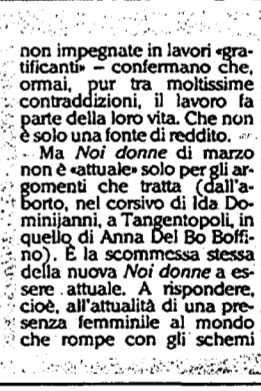 non impegnate in lavori «gra-
tificanti» – confermano che,
ormai, pur tra moltissime
contraddizioni, il lavoro fa
parte della loro vita. Che non
è solo una fonte di reddito.
Ma Noi donne di marzo
non è «attuale» solo per gli ar-
gomenti che tratta (dall'a-
borto, nel corsivo di Ida Do-
minijanni, a Tangentopoli, in
quello di Anna Del Bo Boffi-
no). È la scommessa stessa
della nuova Noi donne a es-
sere attuale. A rispondere,
cioè, all'attualità di una pre-
senza femminile al mondo
che rompe con gli schemi